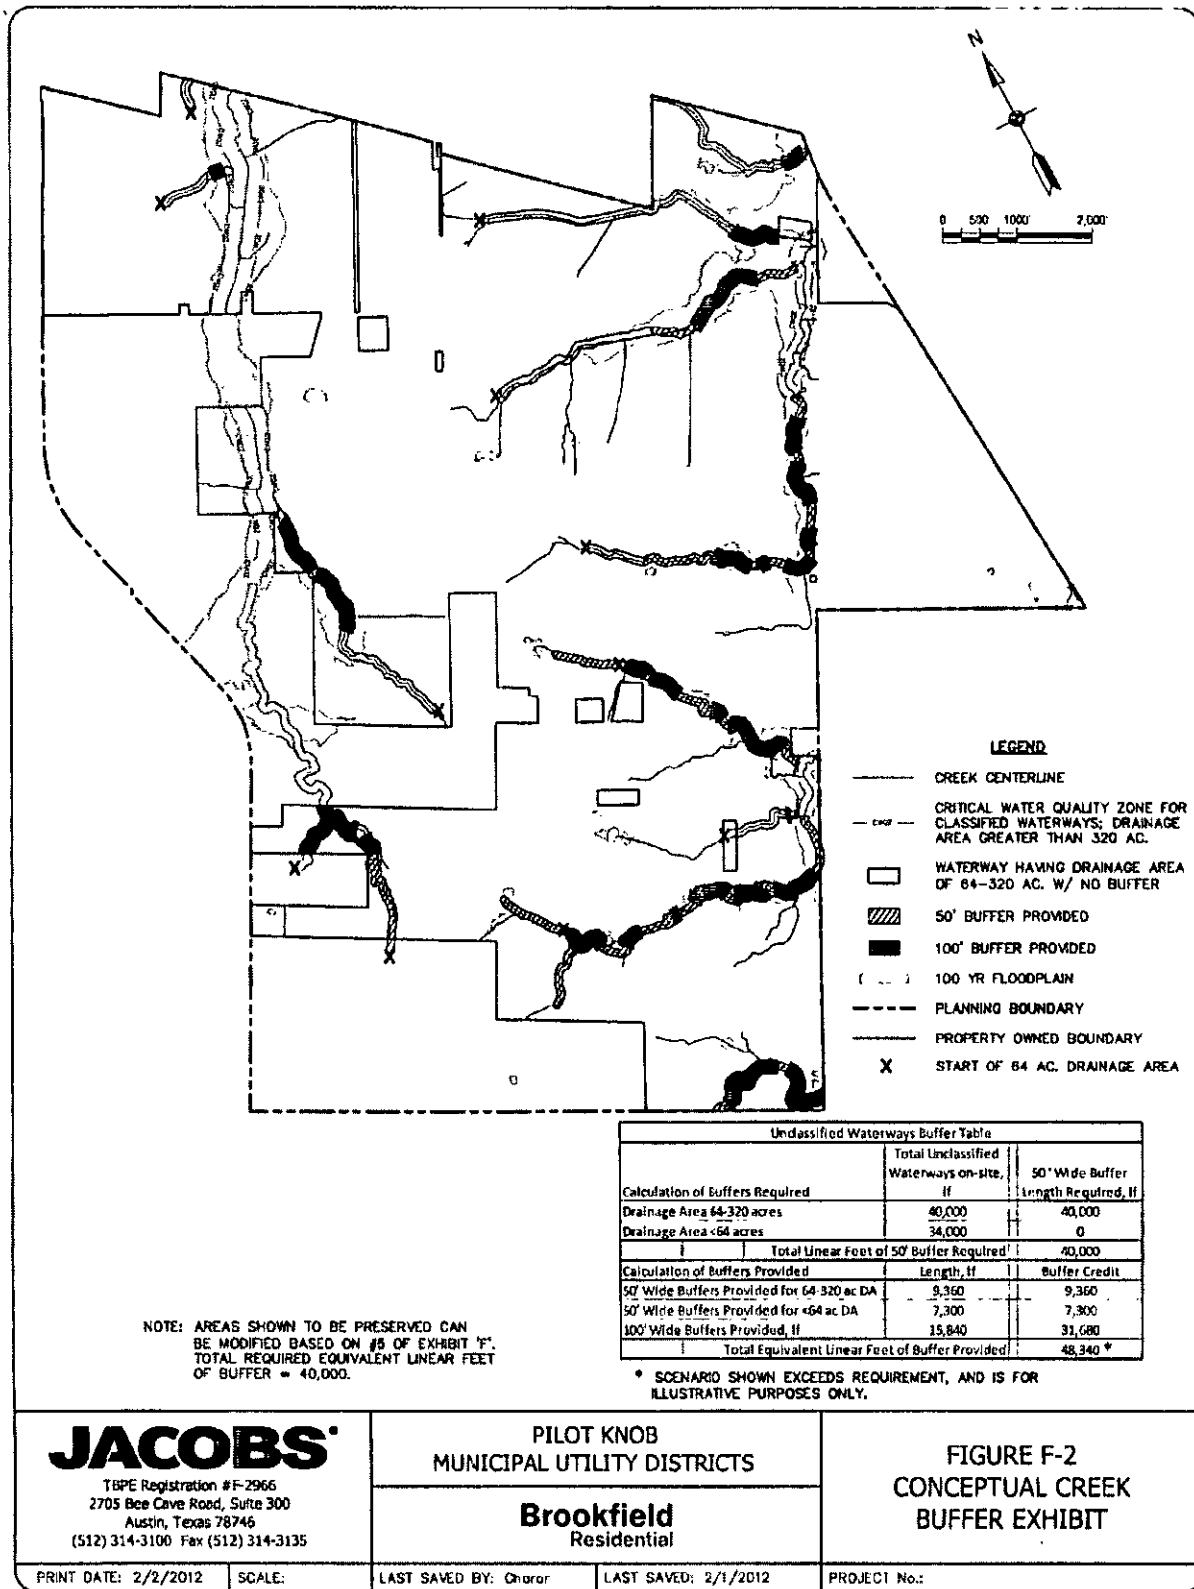 N
0 500 1000' 2,000'
LEGEND
CREEK CENTERLINE
CRITICAL WATER QUALITY ZONE FOR
CLASSIFIED WATERWAYS; DRAINAGE
AREA GREATER THAN 320 AC.
WATERWAY HAVING DRAINAGE AREA
OF 64-320 AC. W/ NO BUFFER
50' BUFFER PROVIDED
100' BUFFER PROVIDED
100 YR FLOODPLAIN
PLANNING BOUNDARY
PROPERTY OWNED BOUNDARY
X START OF 64 AC. DRAINAGE AREA
Unclassified Waterways Buffer Table
Calculation of Buffers Required Total Unclassified Waterways on-site, lf 50' Wide Buffer Length Required, lf
Drainage Area 64-320 acres 40,000 40,000
Drainage Area <64 acres 34,000 0
Total Linear Feet of 50' Buffer Required 40,000
Calculation of Buffers Provided Length, lf Buffer Credit
50' Wide Buffers Provided for 64-320 ac DA 9,360 9,360
50' Wide Buffers Provided for <64 ac DA 7,300 7,300
100' Wide Buffers Provided, lf 15,840 31,680
Total Equivalent Linear Feet of Buffer Provided 48,340 *
* SCENARIO SHOWN EXCEEDS REQUIREMENT, AND IS FOR
ILLUSTRATIVE PURPOSES ONLY.
NOTE: AREAS SHOWN TO BE PRESERVED CAN
BE MODIFIED BASED ON #5 OF EXHIBIT 'F'.
TOTAL REQUIRED EQUIVALENT LINEAR FEET
OF BUFFER = 40,000.
JACOBS
TBPE Registration #F-2966
2705 Bee Cave Road, Suite 300
Austin, Texas 78746
(512) 314-3100 Fax (512) 314-3135
PILOT KNOB
MUNICIPAL UTILITY DISTRICTS
Brookfield
Residential
FIGURE F-2
CONCEPTUAL CREEK
BUFFER EXHIBIT
PRINT DATE: 2/2/2012 SCALE: LAST SAVED BY: LAST SAVED: 2/1/2012 PROJECT No.: